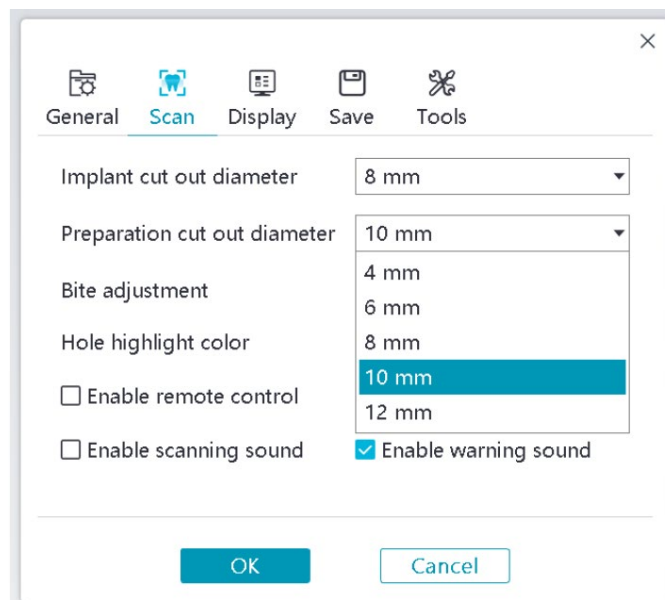 General Scan Display Save Tools
Implant cut out diameter 8 mm
Preparation cut out diameter 10 mm
4 mm
Bite adjustment
6 mm
Hole highlight color 8 mm
10 mm
Enable remote control
12 mm
Enable scanning sound Enable warning sound
OK Cancel